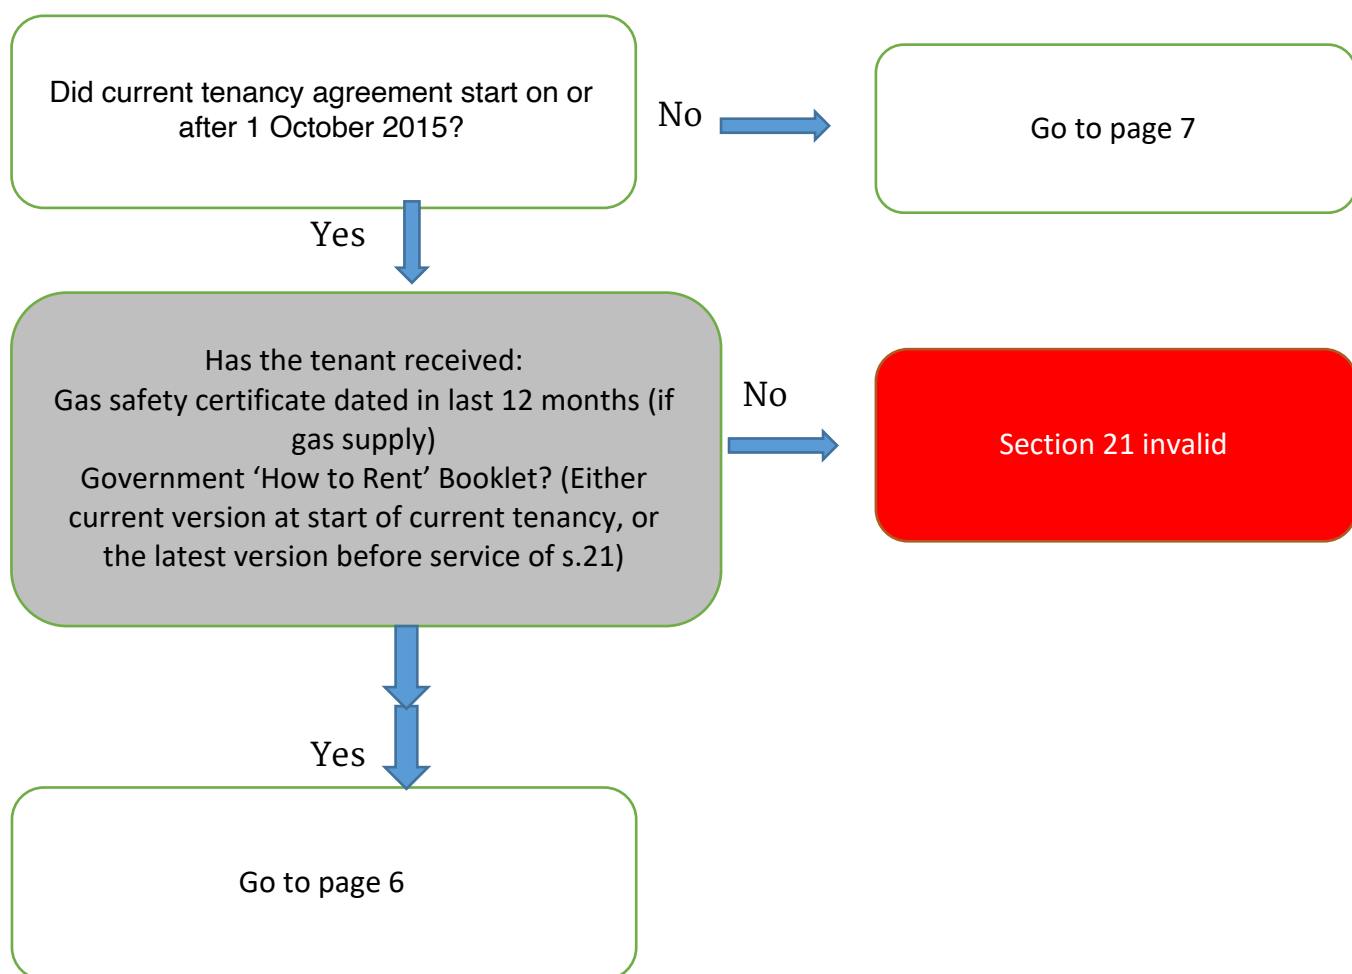 Did current tenancy agreement start on or
after 1 October 2015?
No
Go to page 7
Yes
Has the tenant received:
Gas safety certificate dated in last 12 months (if
gas supply)
Government ‘How to Rent’ Booklet? (Either
current version at start of current tenancy, or
the latest version before service of s.21)
No
Section 21 invalid
Yes
Go to page 6